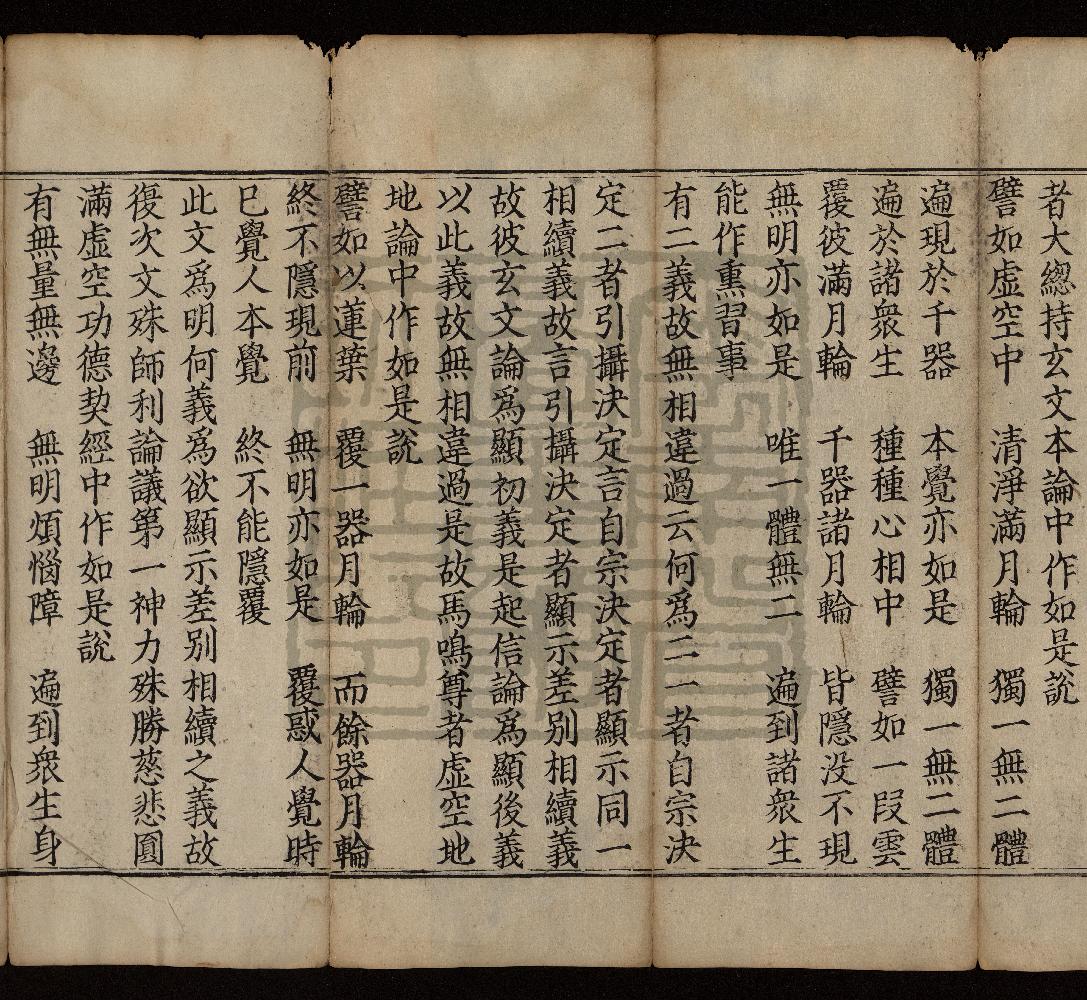 者大總持玄文本論中作如是說
譬如虛空中　清淨滿月輪　獨一無二體
遍現於千器　本覺亦如是　獨一無二體
遍於諸衆生　種種心相中　譬如一段雲
覆彼滿月輪　千器諸月輪　皆隱没不現
無明亦如是　唯一體無二　遍到諸衆生
能作熏習事
有二義故無相違過云何爲二一者自宗決
定二者引攝決定言自宗決定者顯示同一
相續義故言引攝決定者顯示差别相續義
故彼玄文論爲顯初義是起信論爲顯後義
以此義故無相違過是故馬鳴尊者虛空地
地論中作如是說
譬如以蓮葉　覆一器月輪　而餘器月輪
終不隱現前　無明亦如是　覆惑人覺時
已覺人本覺　終不能隱覆
此文爲明何義爲欲顯示差别相續之義故
復次文殊師利論議第一神力殊勝慈悲圓
滿虛空功德契經中作如是說
有無量無邊　無明煩惱障　遍到衆生身